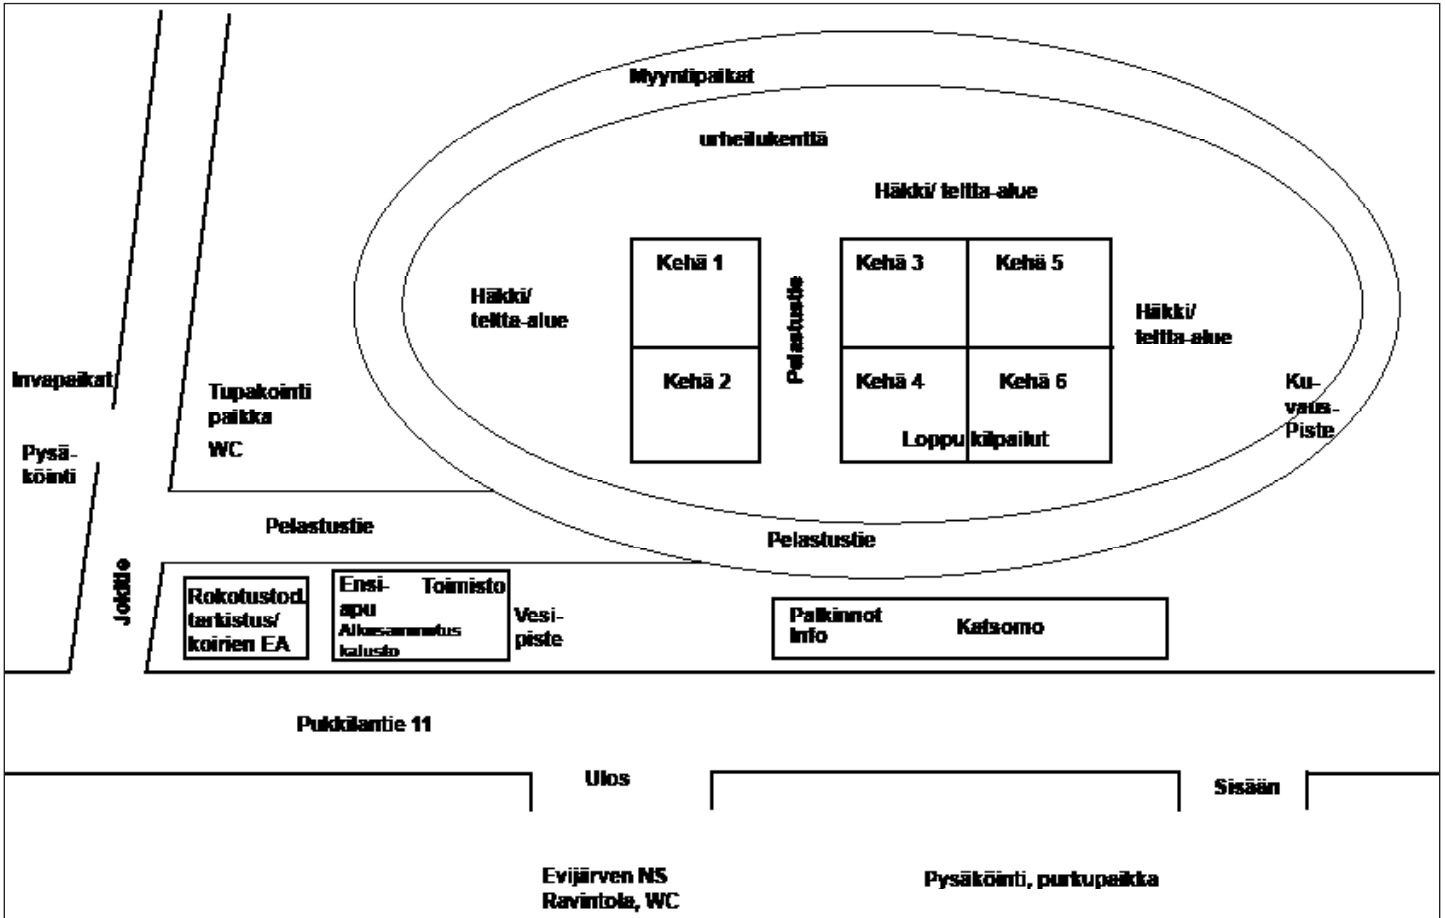 Myyntipaikat
urheilukenttä
Häkki/ teltta-alue
Kehä 1
Kehä 3
Kehä 5
Häkki/
teltta-alue
Pelastustie
Häkki/
teltta-alue
Invapaikat
Tupakointi
paikka
WC
Kehä 2
Kehä 4
Kehä 6
Loppukilpailut
Ku-
vaus-
Piste
Pysä-
köinti
Pelastustie
Pelastustie
Jokitie
Rokotustod.
tarkistus/
koirien EA
Ensi-
apu
Toimisto
Alkusammutus
kalusto
Vesi-
piste
Palkinnot
Info
Katsomo
Pukkilantie 11
Ulos
Sisään
Evijärven NS
Ravintola, WC
Pysäköinti, purkupaikka